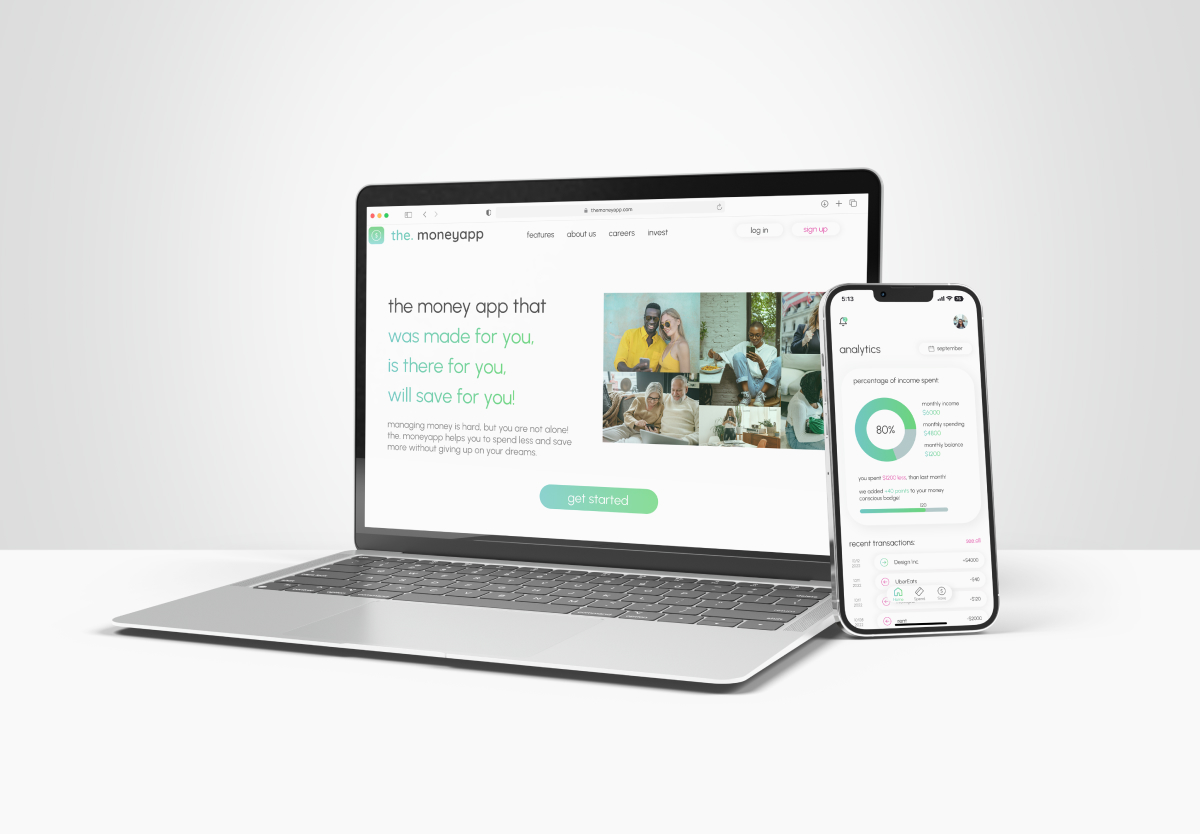 themoneyapp.com
the. moneyapp
features about us careers invest
log in
sign up
the money app that
was made for you,
is there for you,
will save for you!
managing money is hard, but you are not alone!
the. moneyapp helps you to spend less and save
more without giving up on your dreams.
get started
5:13
analytics
september
percentage of income spent:
80%
monthly income
$6000
monthly spending
$4800
monthly balance
$1200
you spent $1200 less, than last month!
we added +40 points to your money
conscious badge!
120
recent transactions:
see all
Design Inc
+$4000
UberEats
-$40
-$120
rent
-$2000